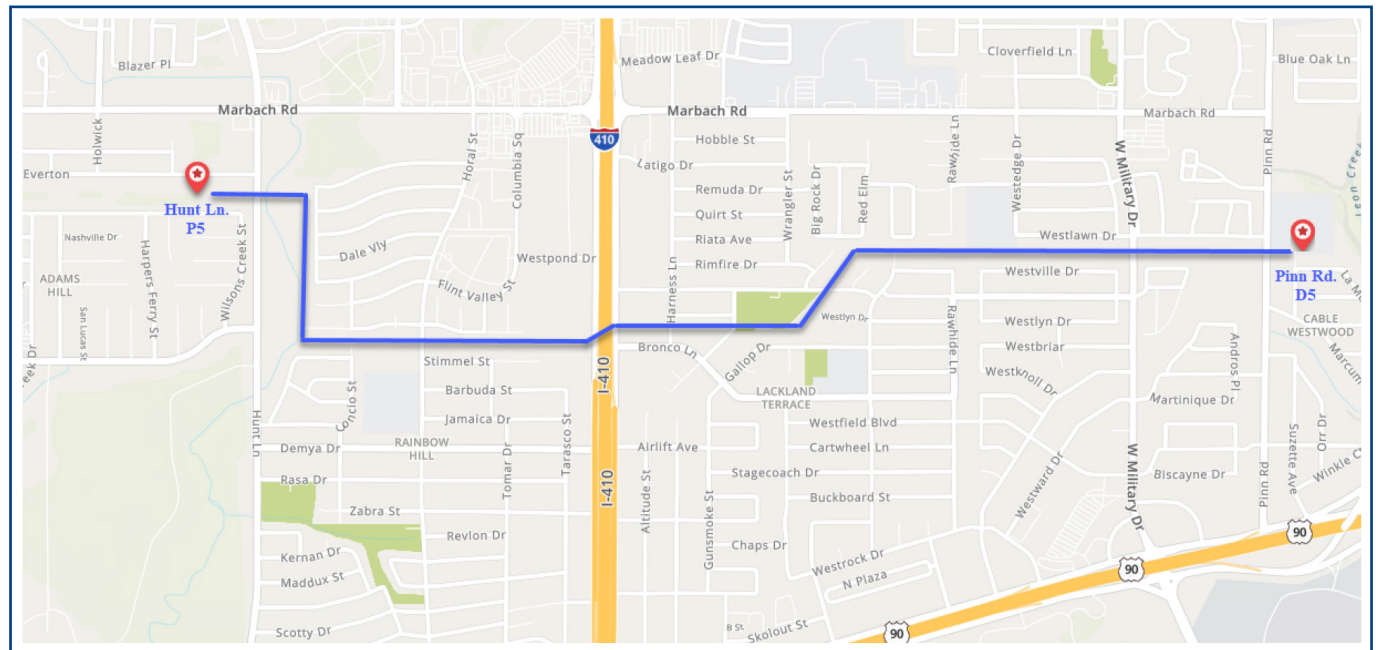 Blazer Pl
Meadow Leaf Dr
Cloverfield Ln
Blue Oak Ln
Marbach Rd
Marbach Rd
Marbach Rd
410
Holwick
Horal St
Columbia Sq
Hobble St
Latigo Dr
Rawhide Ln
Westedge Dr
W Military Dr
Pinn Rd
Leon Creek
Everton
Remuda Dr
Wrangler St
Big Rock Dr
Red Elm
Hunt Ln.
P5
Quirt St
Nashville Dr
Harpers Ferry St
Wilsons Creek St
Dale Vly
Riata Ave
Westlawn Dr
Westpond Dr
Rimfire Dr
Westville Dr
Pinn Rd.
D5
La M
ADAMS
HILL
Flint Valley St
Harness Ln
San Lucas St
Westlyn Dr
Westlyn Dr
Rawhide Ln
CABLE
WESTWOOD
Marcum
eek Dr
Stimmel St
Bronco Ln
Gallop Dr
Westbriar
Westknoll Dr
Andros Pl
I-410
Concio St
Barbuda St
LACKLAND
TERRACE
Martinique Dr
Hunt Ln
Jamaica Dr
Westfield Blvd
Demya Dr
RAINBOW
HILL
Tarasco St
Airlift Ave
Cartwheel Ln
W Military Dr
Suzette Ave
Orr Dr
Rasa Dr
Tomar Dr
I-410
Altitude St
Gunsmoke St
Stagecoach Dr
Westward Dr
Biscayne Dr
Pinn Rd
Winkle C
Zabra St
Buckboard St
Revlon Dr
Chaps Dr
90
Kernan Dr
Westrock Dr
90
Maddux St
N Plaza
Scotty Dr
B St
Skolout St
90